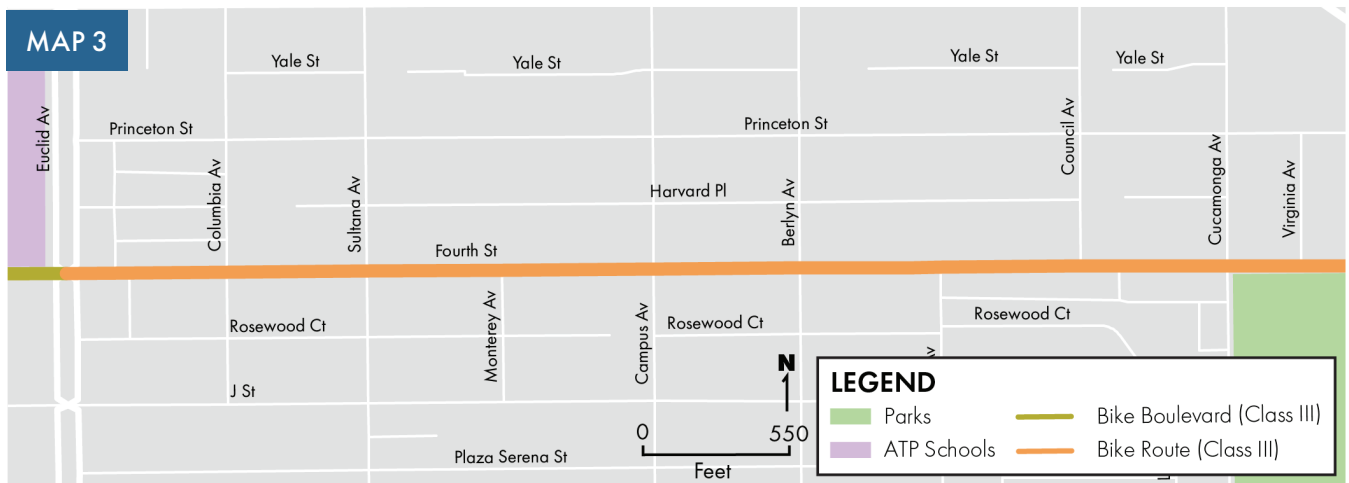 MAP 3
Yale St
Yale St
Yale St
Yale St
Euclid Av
Princeton St
Princeton St
Council Av
Columbia Av
Sultana Av
Harvard Pl
Berlyn Av
Cucamonga Av
Virginia Av
Fourth St
Rosewood Ct
Monterey Av
Campus Av
Rosewood Ct
Rosewood Ct
J St
Plaza Serena St
N
0 550
Feet
LEGEND
Parks
ATP Schools
Bike Boulevard (Class III)
Bike Route (Class III)